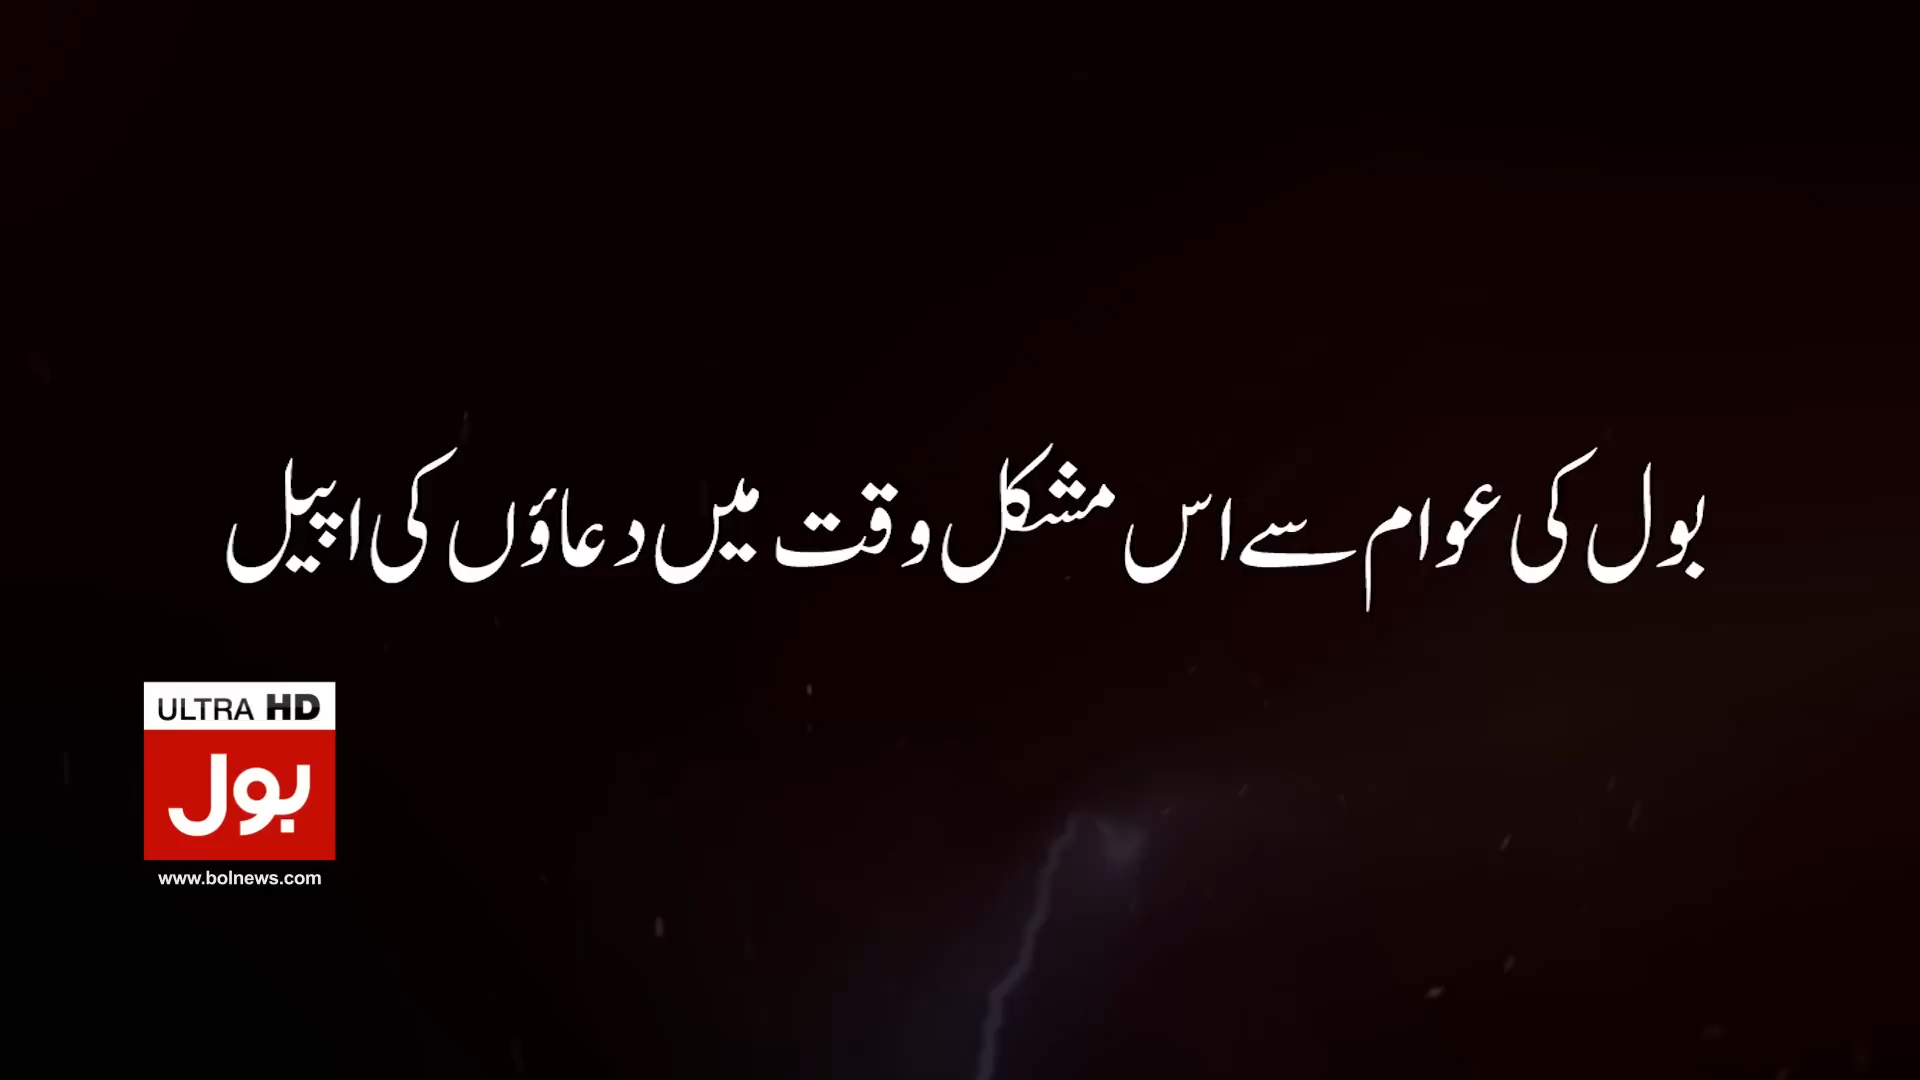 بول کی عوام سے اس مشکل وقت میں دعاؤں کی اپیل
ULTRA HD
بول
www.bolnews.com